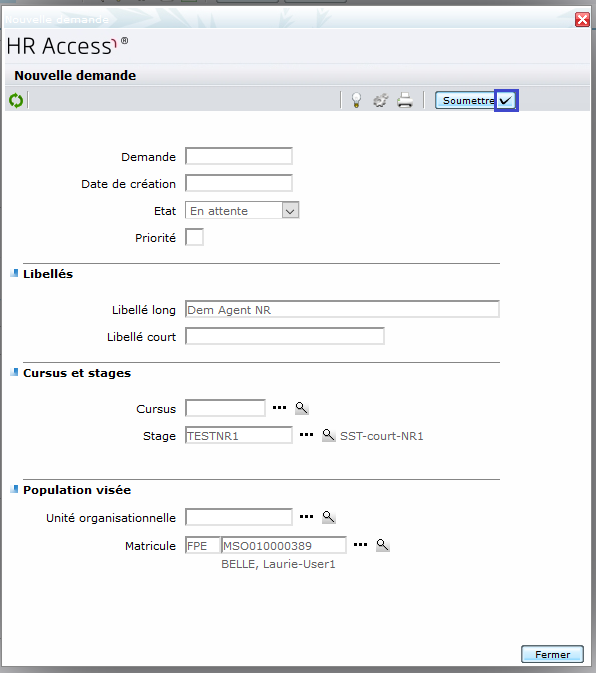 Nouvelle demande
HR Access ®
Nouvelle demande
Soumettre
Demande
Date de création
Etat En attente
Priorité
Libellés
Libellé long Dem Agent NR
Libellé court
Cursus et stages
Cursus
Stage TESTNR1 SST-court-NR1
Population visée
Unité organisationnelle
Matricule FPE MSO010000389
BELLE, Laurie-User1
Fermer